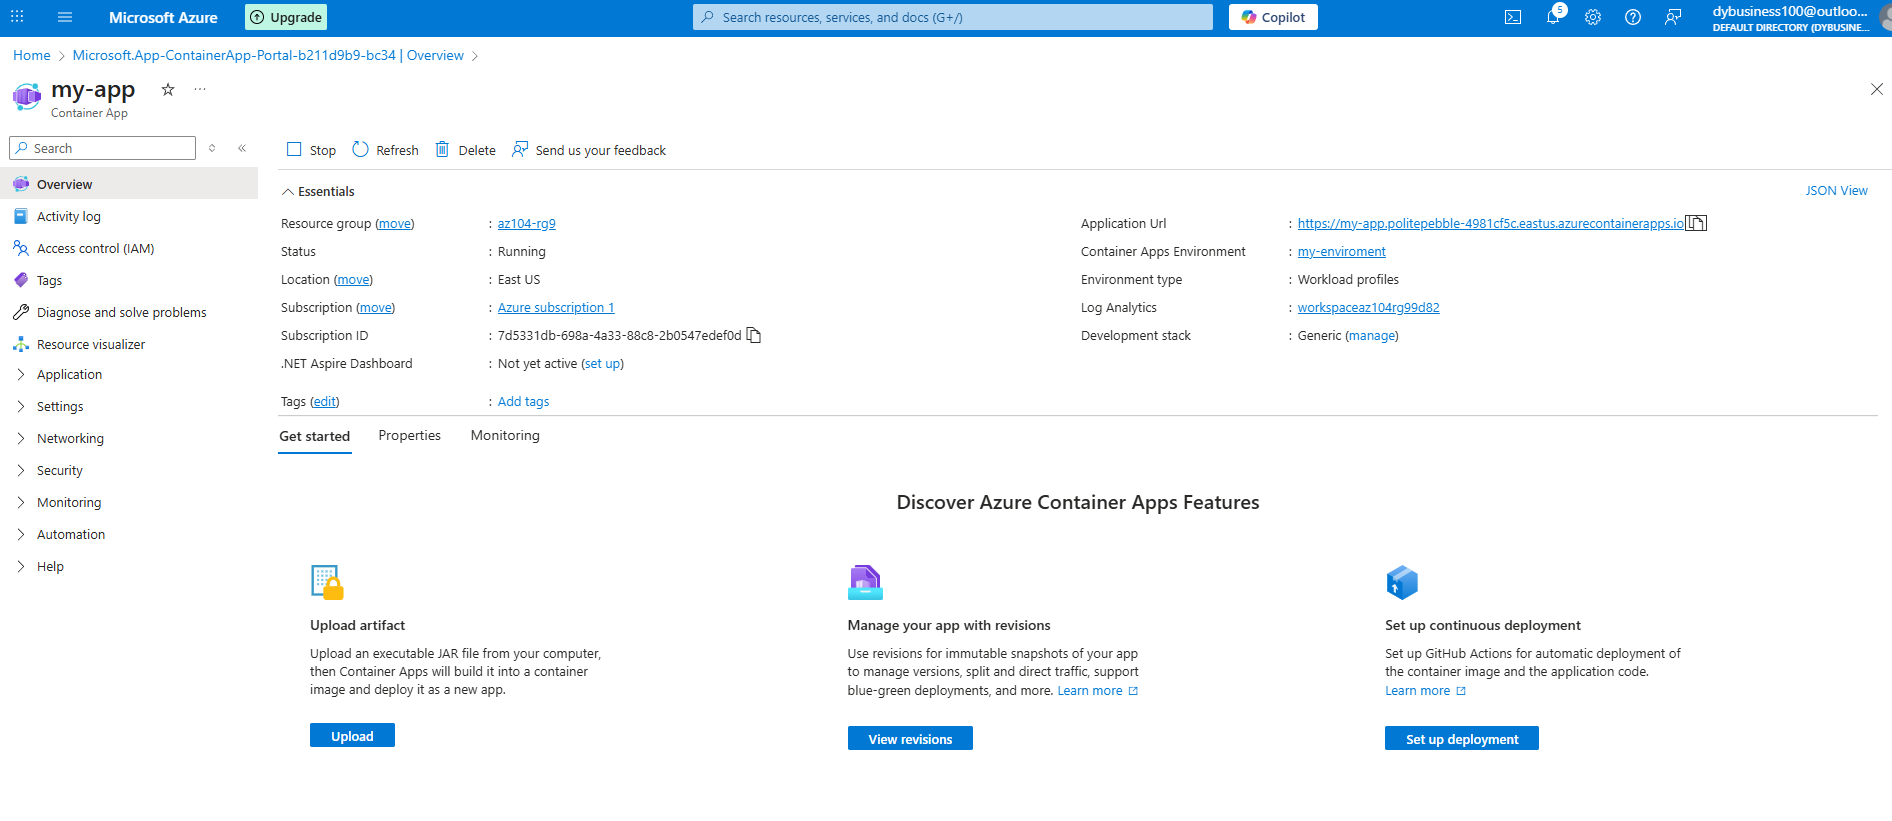 Microsoft Azure
Upgrade
Search resources, services, and docs (G+/)
Copilot
5
dybusiness100@outloo...
DEFAULT DIRECTORY (DYBUSINE...
Home > Microsoft.App-ContainerApp-Portal-b211d9b9-bc34 | Overview >
my-app
Container App
Search
Overview
Activity log
Access control (IAM)
Tags
Diagnose and solve problems
Resource visualizer
Application
Settings
Networking
Security
Monitoring
Automation
Help
Stop Refresh Delete Send us your feedback
Essentials
JSON View
Resource group (move) : az104-rg9
Status : Running
Location (move) : East US
Subscription (move) : Azure subscription 1
Subscription ID : 7d5331db-698a-4a33-88c8-2b0547edef0d
.NET Aspire Dashboard : Not yet active (set up)
Tags (edit) : Add tags
Application Url : https://my-app.politepebble-4981cf5c.eastus.azurecontainerapps.io
Container Apps Environment : my-enviroment
Environment type : Workload profiles
Log Analytics : workspaceaz104rg99d82
Development stack : Generic (manage)
Get started Properties Monitoring
Discover Azure Container Apps Features
Upload artifact
Upload an executable JAR file from your computer,
then Container Apps will build it into a container
image and deploy it as a new app.
Upload
Manage your app with revisions
Use revisions for immutable snapshots of your app
to manage versions, split and direct traffic, support
blue-green deployments, and more. Learn more
View revisions
Set up continuous deployment
Set up GitHub Actions for automatic deployment of
the container image and the application code.
Learn more
Set up deployment